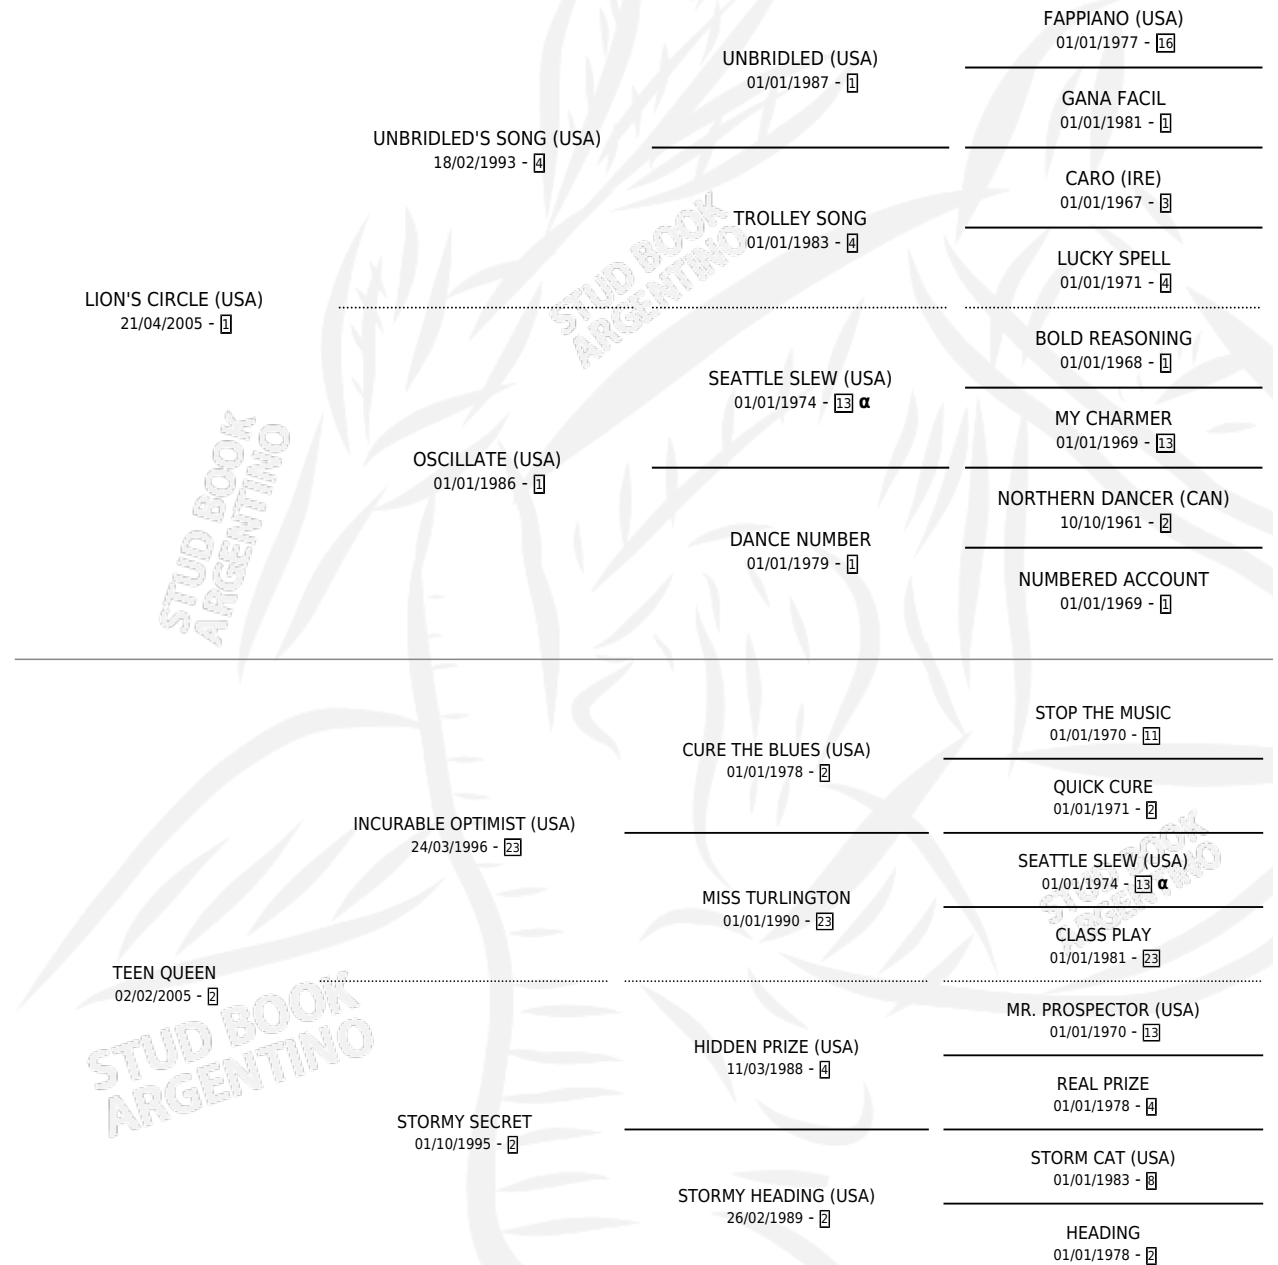 FAPPIANO (USA)
01/01/1977 - 16
UNBRIDLED (USA)
01/01/1987 - 1
GANA FACIL
01/01/1981 - 1
UNBRIDLED'S SONG (USA)
18/02/1993 - 4
CARO (IRE)
01/01/1967 - 3
TROLLEY SONG
01/01/1983 - 4
LUCKY SPELL
01/01/1971 - 4
LION'S CIRCLE (USA)
21/04/2005 - 1
STUD BOOK
ARGENTINO
BOLD REASONING
01/01/1968 - 1
SEATTLE SLEW (USA)
01/01/1974 - 13 α
MY CHARMER
01/01/1969 - 13
OSCILLATE (USA)
01/01/1986 - 1
NORTHERN DANCER (CAN)
10/10/1961 - 2
DANCE NUMBER
01/01/1979 - 1
NUMBERED ACCOUNT
01/01/1969 - 1
STUD BOOK
ARGENTINO
STOP THE MUSIC
01/01/1970 - 11
CURE THE BLUES (USA)
01/01/1978 - 2
QUICK CURE
01/01/1971 - 2
INCURABLE OPTIMIST (USA)
24/03/1996 - 23
SEATTLE SLEW (USA)
01/01/1974 - 13 α
STUD BOOK
ARGENTINO
MISS TURLINGTON
01/01/1990 - 23
CLASS PLAY
01/01/1981 - 23
TEEN QUEEN
02/02/2005 - 2
STUD BOOK
ARGENTINO
MR. PROSPECTOR (USA)
01/01/1970 - 13
HIDDEN PRIZE (USA)
11/03/1988 - 4
REAL PRIZE
01/01/1978 - 4
STORMY SECRET
01/10/1995 - 2
STORM CAT (USA)
01/01/1983 - 8
STORMY HEADING (USA)
26/02/1989 - 2
HEADING
01/01/1978 - 2